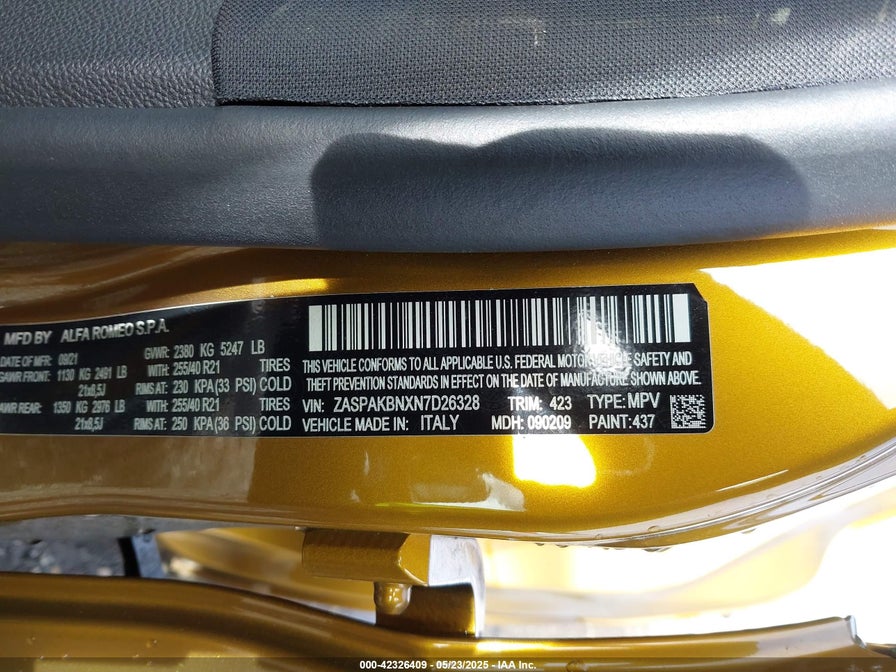 MFD BY ALFA ROMEO S.P.A.
DATE OF MFR 09/21 GVWR: 2380 KG 5247 LB
GAWR FRONT: 1130 KG 2491 LB WITH: 255/40 R21 TIRES
21x8,5J RIMS AT: 230 KPA (33 PSI) COLD
AWR REAR: 1350 KG 2976 LB WITH: 255/40 R21 TIRES
21x8,5J RIMS AT: 250 KPA (36 PSI) COLD
THIS VEHICLE CONFORMS TO ALL APPLICABLE U.S. FEDERAL MOTOR VEHICLE SAFETY AND
THEFT PREVENTION STANDARDS IN EFFECT ON THE DATE OF MANUFACTURE SHOWN ABOVE.
VIN: ZASPAKBNXN7D26328 TRIM: 423 TYPE: MPV
VEHICLE MADE IN: ITALY MDH: 090209 PAINT: 437
000-42326409 - 05/23/2025 - IAA Inc.